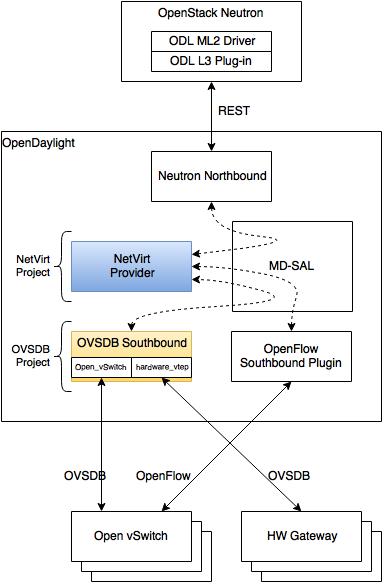 OpenStack Neutron
ODL ML2 Driver
ODL L3 Plug-in
REST
OpenDaylight
Neutron Northbound
NetVirt
Project
NetVirt
Provider
MD-SAL
OVSDB
Project
OVSDB Southbound
Open_vSwitch
hardware_vtep
OpenFlow
Southbound Plugin
OVSDB
OpenFlow
OVSDB
Open vSwitch
HW Gateway